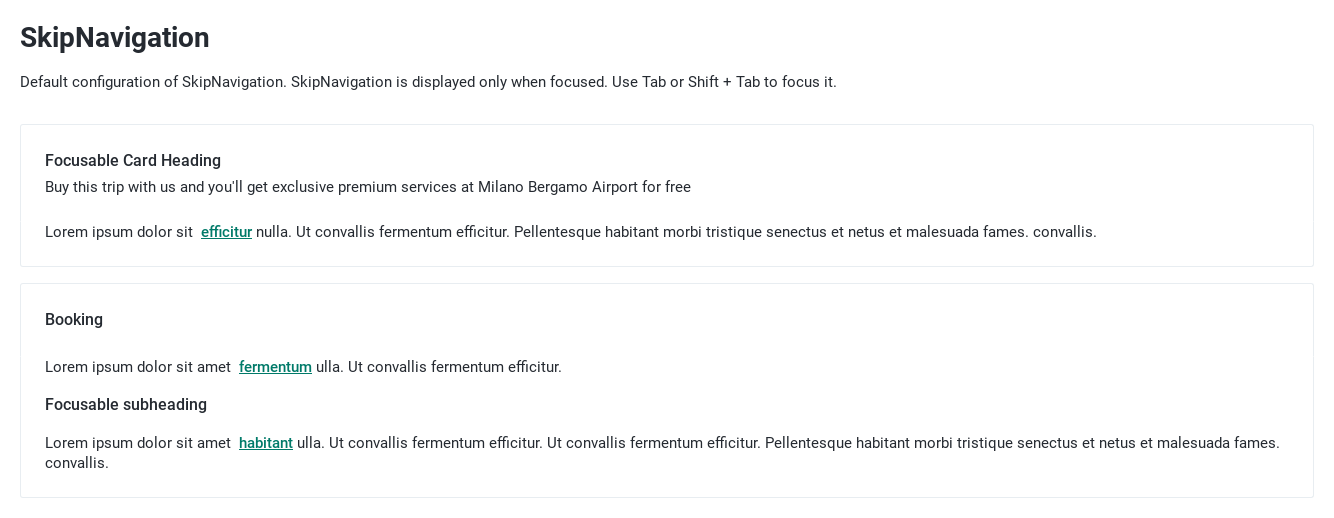 SkipNavigation
Default configuration of SkipNavigation. SkipNavigation is displayed only when focused. Use Tab or Shift + Tab to focus it.
Focusable Card Heading
Buy this trip with us and you'll get exclusive premium services at Milano Bergamo Airport for free
Lorem ipsum dolor sit efficitur nulla. Ut convallis fermentum efficitur. Pellentesque habitant morbi tristique senectus et netus et malesuada fames. convallis.
Booking
Lorem ipsum dolor sit amet fermentum ulla. Ut convallis fermentum efficitur.
Focusable subheading
Lorem ipsum dolor sit amet habitant ulla. Ut convallis fermentum efficitur. Ut convallis fermentum efficitur. Pellentesque habitant morbi tristique senectus et netus et malesuada fames.
convallis.